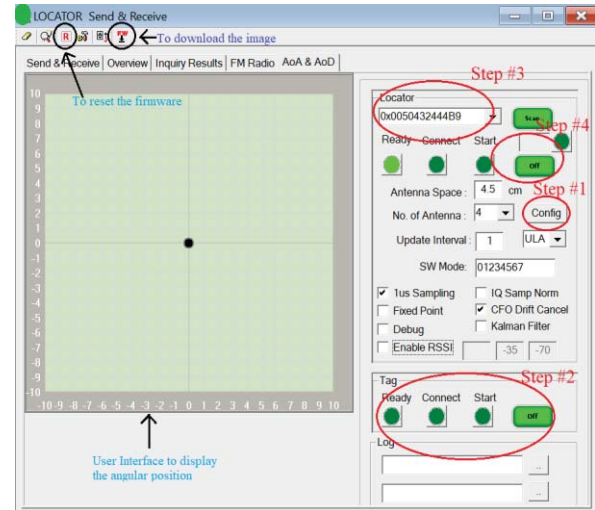 LOCATOR Send & Receive
R
To download the image
Send & Receive Overview Inquiry Results FM Radio AoA & AoD
To reset the firmware
10
9
8
7
6
5
4
3
2
1
0
-1
-2
-3
-4
-5
-6
-7
-8
-9
-10
-10 -9 -8 -7 -6 -5 -4 -3 -2 -1 0 1 2 3 4 5 6 7 8 9 10
User Interface to display
the angular position
Step #3
Locator
0x0050432444B9 Scan
Step #4
Ready Connect Start
Off
Antenna Space : 4.5 cm
Step #1
No. of Antenna : 4 Config
Update Interval : 1 ULA
SW Mode: 01234567
1us Sampling IQ Samp Norm
Fixed Point CFO Drift Cancel
Debug Kalman Filter
Enable RSSI -35 -70
Step #2
Tag
Ready Connect Start
Off
Log
..
..